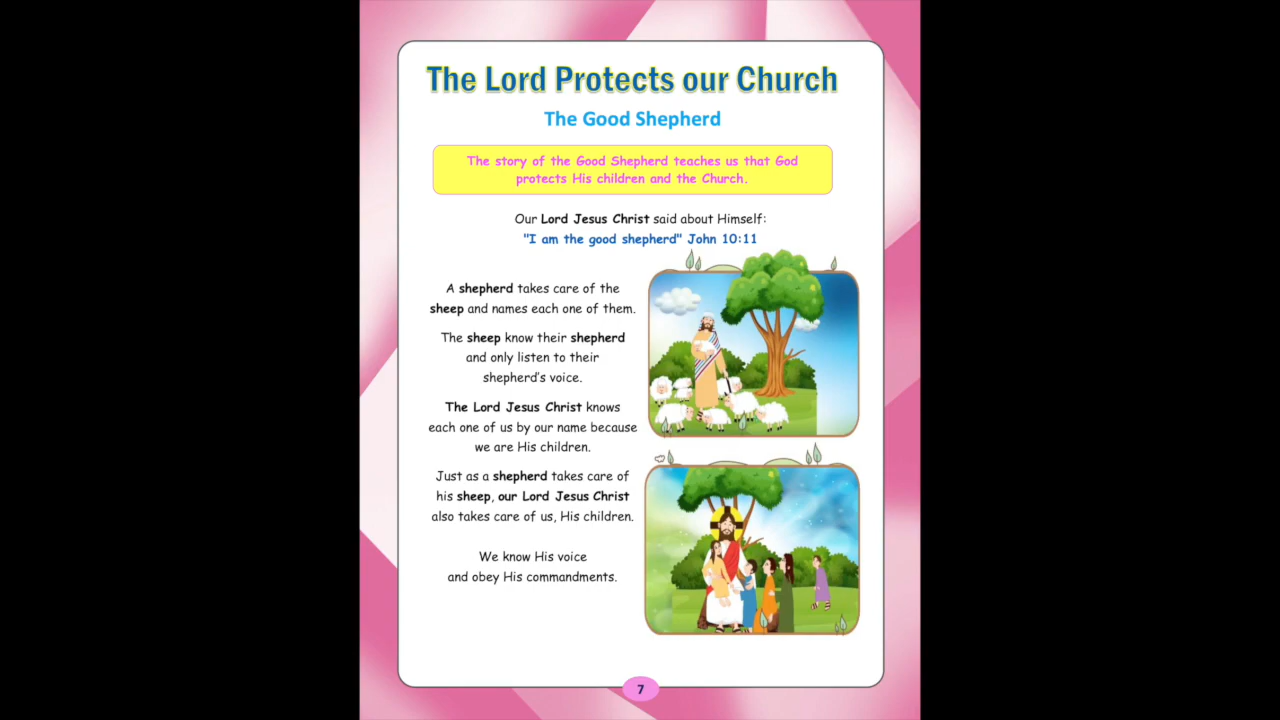 The Lord Protects our Church
The Good Shepherd
The story of the Good Shepherd teaches us that God
protects His children and the Church.
Our Lord Jesus Christ said about Himself:
"I am the good shepherd" John 10:11
A shepherd takes care of the
sheep and names each one of them.
The sheep know their shepherd
and only listen to their
shepherd's voice.
The Lord Jesus Christ knows
each one of us by our name because
we are His children.
Just as a shepherd takes care of
his sheep, our Lord Jesus Christ
also takes care of us, His children.
We know His voice
and obey His commandments.
7